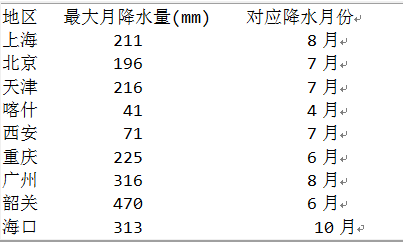 地区 最大月降水量(mm) 对应降水月份
上海 211 8 月
北京 196 7 月
天津 216 7 月
喀什 41 4 月
西安 71 7 月
重庆 225 6 月
广州 316 8 月
韶关 470 6 月
海口 313 10 月